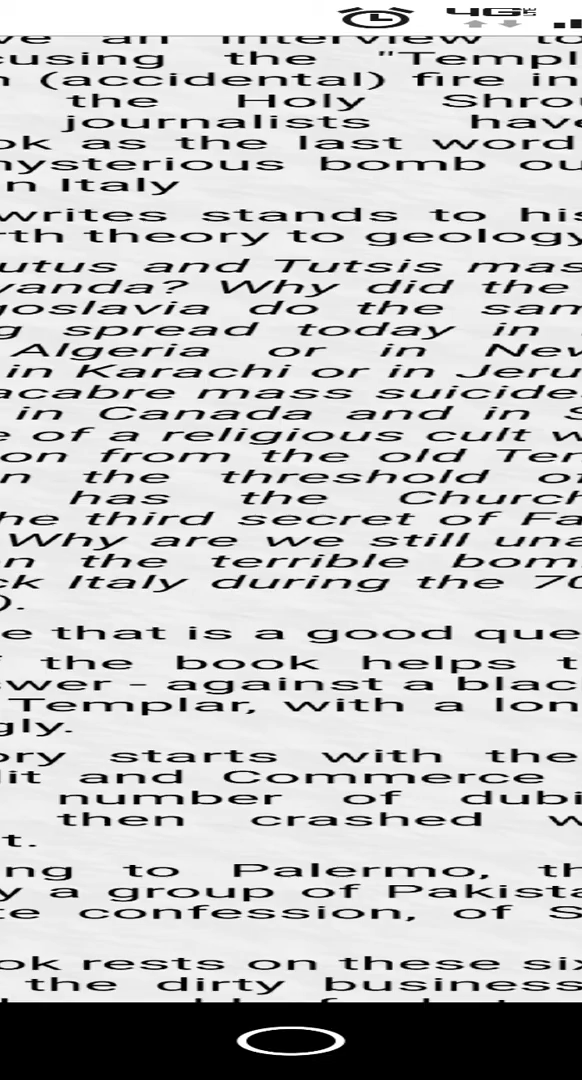 4G
ve an interview to
cusing the "Templ
n (accidental) fire in
the Holy Shro
journalists have
ok as the last word
mysterious bomb ou
n Italy
writes stands to his
rth theory to geology
utus and Tutsis mas
vanda? Why did the
goslavia do the sam
g spread today in
Algeria or in New
in Karachi or in Jeru
acabre mass suicide
in Canada and in S
e of a religious cult w
on from the old Tem
n the threshold of
has the Church
he third secret of Fa
Why are we still una
n the terrible bom
ck Italy during the 70
).
e that is a good que
f the book helps t
wer - against a blac
Templar, with a lon
gly.
ory starts with the
dit and Commerce
number of dubi
then crashed w
t.
ng to Palermo, th
y a group of Pakista
te confession, of S
ok rests on these six
the dirty business